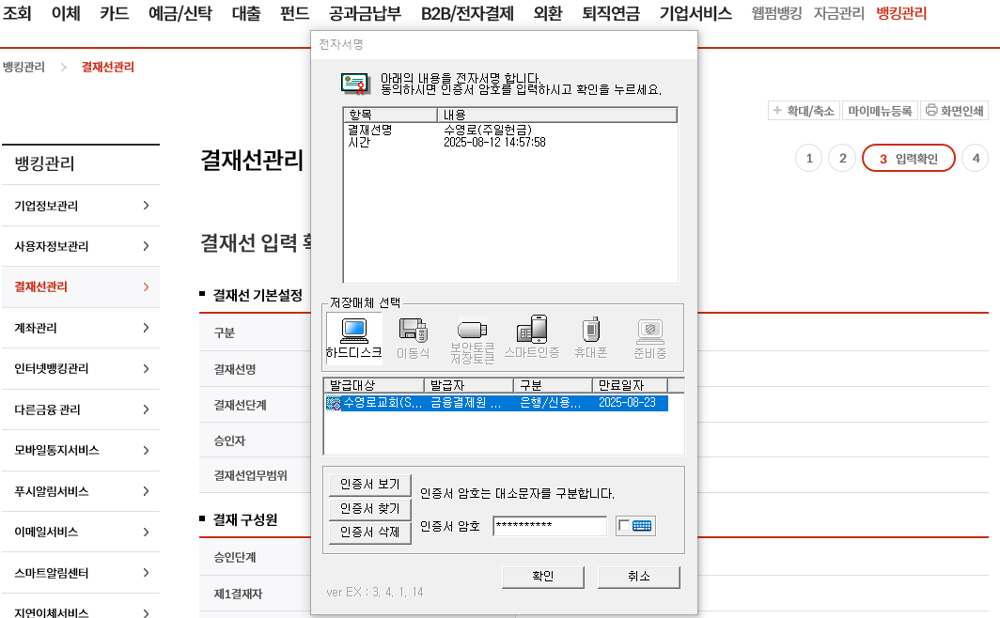 조회 이체 카드 예금/신탁 대출 펀드 공과금납부 B2B/전자결제 외환 퇴직연금 기업서비스 웹펌뱅킹 자금관리 뱅킹관리
뱅킹관리 > 결재선관리
확대/축소 마이메뉴등록 화면인쇄
뱅킹관리
기업정보관리
사용자정보관리
결재선관리
계좌관리
인터넷뱅킹관리
다른금융 관리
모바일통지서비스
푸시알림서비스
이메일서비스
스마트알림센터
지연이체서비스
결재선관리
1 2 3 입력확인 4
결재선 입력
결재선 기본설정
구분
결재선명
결재선단계
승인자
결재선업무범위
결재 구성원
승인단계
제1결재자
전자서명
아래의 내용을 전자서명 합니다.
동의하시면 인증서 암호를 입력하시고 확인을 누르세요.
항목 내용
결재선명 수영로(주일헌금)
시간 2025-08-12 14:57:58
저장매체 선택
하드디스크 이동식 보안토큰 저장토큰 스마트인증 휴대폰 준비중
발급대상 발급자 구분 만료일자
수영로교회(S... 금융결제원 ... 은행/신용... 2025-08-23
인증서 보기
인증서 찾기
인증서 삭제
인증서 암호는 대소문자를 구분합니다.
인증서 암호 **********
확인 취소
ver EX : 3, 4, 1, 14